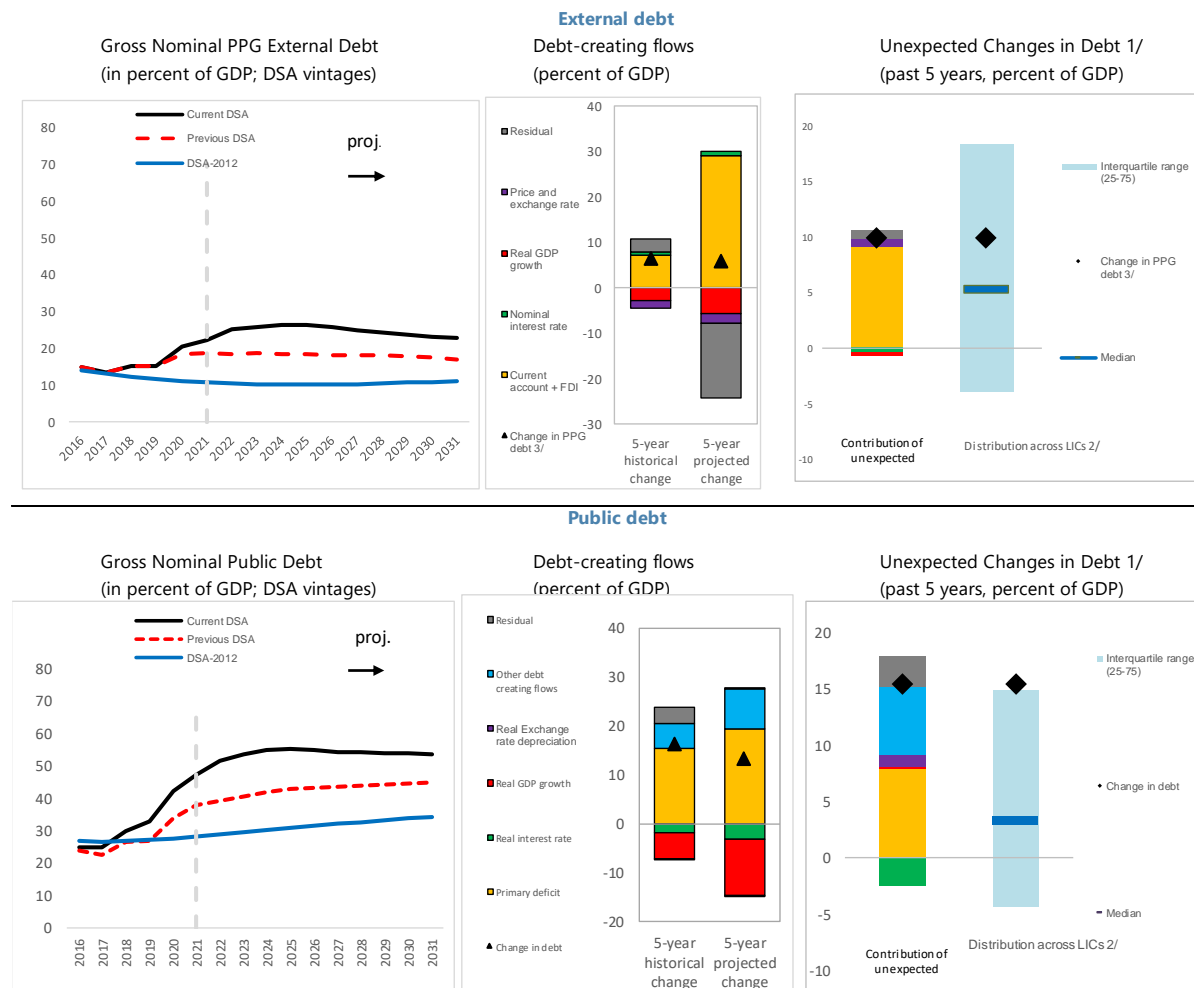 External debt
Gross Nominal PPG External Debt
(in percent of GDP; DSA vintages)
Debt-creating flows
(percent of GDP)
Unexpected Changes in Debt 1/
(past 5 years, percent of GDP)
80
70
60
50
40
30
20
10
0
Current DSA
Previous DSA
DSA-2012
proj.
2016
2017
2018
2019
2020
2021
2022
2023
2024
2025
2026
2027
2028
2029
2030
2031
Residual
Price and
exchange rate
Real GDP
growth
Nominal
interest rate
Current
account + FDI
Change in PPG
debt 3/
40
30
20
10
0
-10
-20
-30
5-year
historical
change
5-year
projected
change
20
15
10
5
0
-5
-10
Contribution of
unexpected
Distribution across LICs 2/
Interquartile range
(25-75)
Change in PPG
debt 3/
Median
Public debt
Gross Nominal Public Debt
(in percent of GDP; DSA vintages)
Debt-creating flows
(percent of GDP)
Unexpected Changes in Debt 1/
(past 5 years, percent of GDP)
Current DSA
Previous DSA
DSA-2012
proj.
80
70
60
50
40
30
20
10
0
2016
2017
2018
2019
2020
2021
2022
2023
2024
2025
2026
2027
2028
2029
2030
2031
Residual
Other debt
creating flows
Real Exchange
rate depreciation
Real GDP growth
Real interest rate
Primary deficit
Change in debt
40
30
20
10
0
-10
-20
5-year
historical
change
5-year
projected
change
20
15
10
5
0
-5
-10
Contribution of
unexpected
Distribution across LICs 2/
Interquartile range
(25-75)
Change in debt
Median